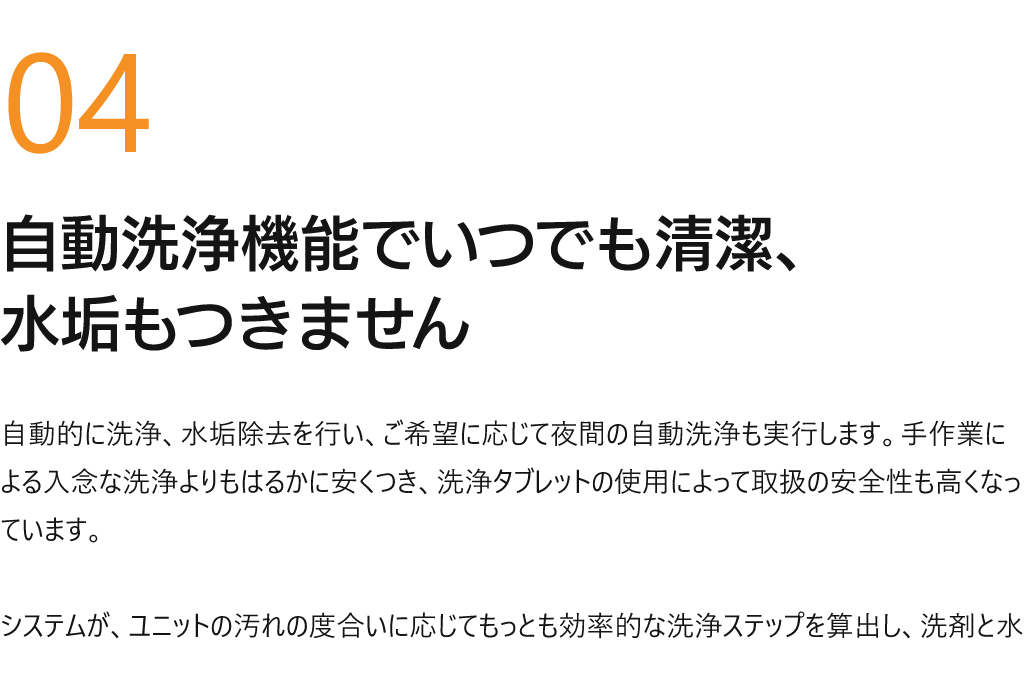 04
自動洗浄機能でいつでも清潔、
水垢もつきません
自動的に洗浄、水垢除去を行い、ご希望に応じて夜間の自動洗浄も実行します。手作業に
よる入念な洗浄よりもはるかに安くつき、洗浄タブレットの使用によって取扱の安全性も高くなっ
ています。
システムが、ユニットの汚れの度合いに応じてもっとも効率的な洗浄ステップを算出し、洗剤と水